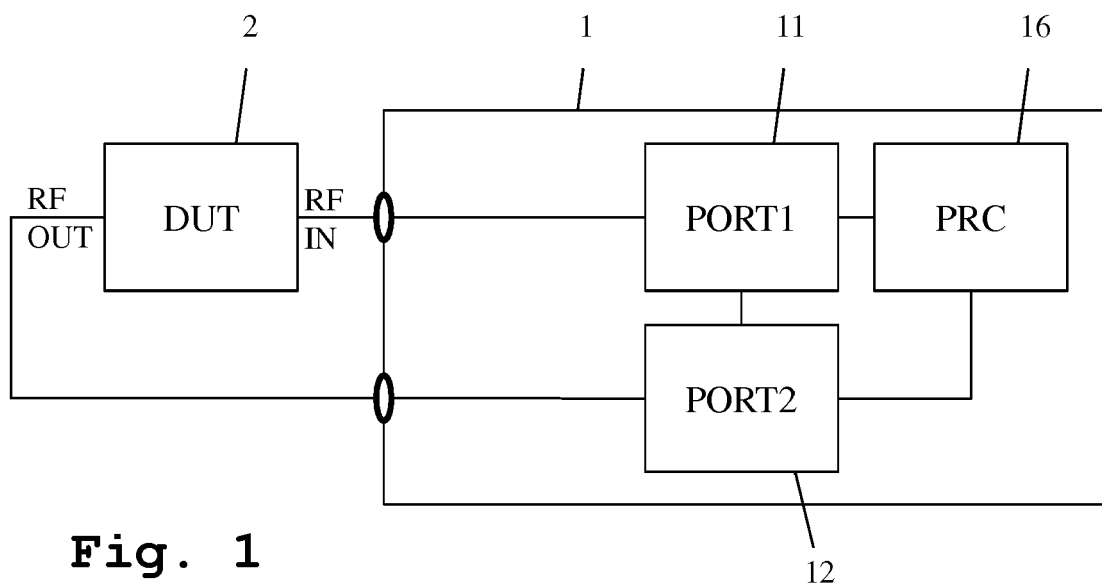 2
1
11
16
RF
OUT
DUT
RF
IN
PORT1
PRC
PORT2
12
Fig. 1